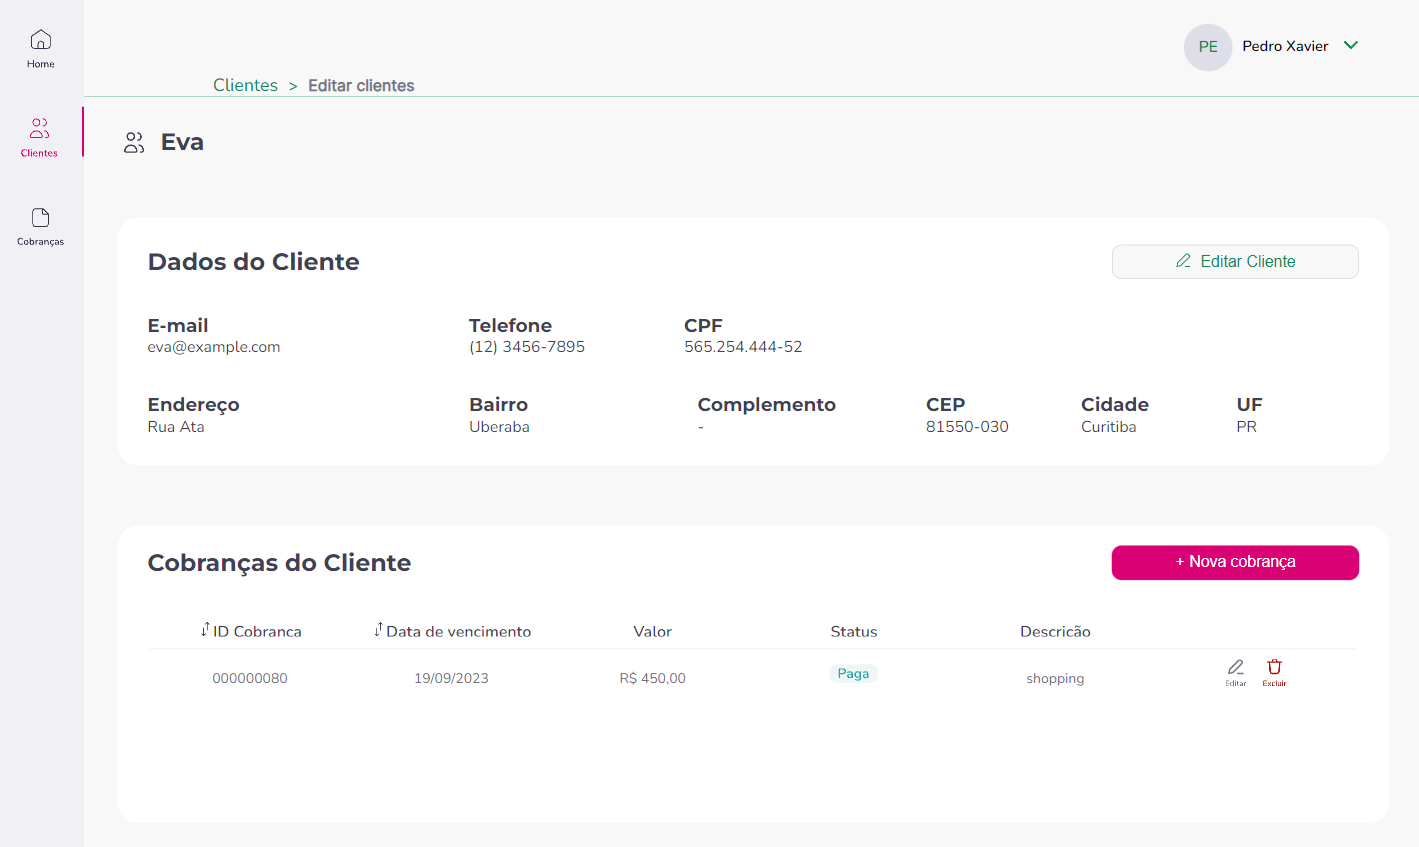 Home
Clientes
Cobranças
PE
Pedro Xavier
Clientes > Editar clientes
Eva
Dados do Cliente
Editar Cliente
E-mail Telefone CPF
eva@example.com (12) 3456-7895 565.254.444-52
Endereço Bairro Complemento CEP Cidade UF
Rua Ata Uberaba - 81550-030 Curitiba PR
Cobranças do Cliente
+ Nova cobrança
ID Cobranca Data de vencimento Valor Status Descricão
000000080 19/09/2023 R$ 450,00 Paga shopping
Editar Excluir